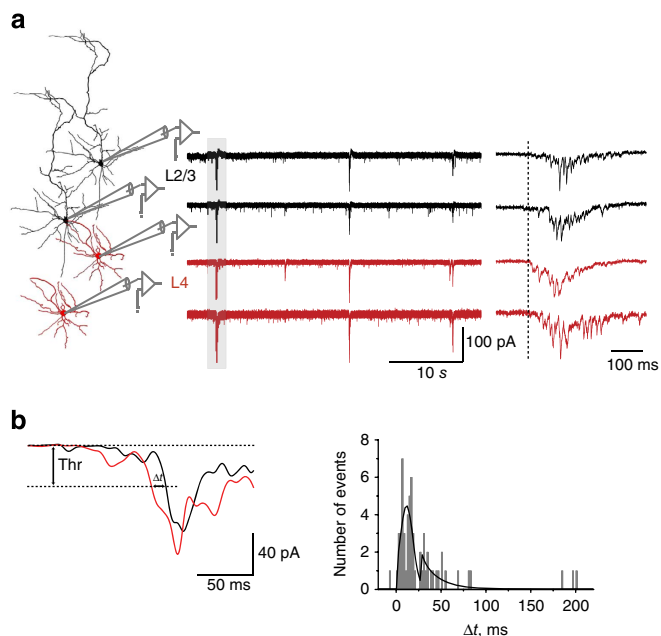 a
L2/3
L4
100 pA
10 s
100 ms
b
Thr
Δt
40 pA
50 ms
Number of events
8
6
4
2
0
0 50 100 150 200
Δt, ms